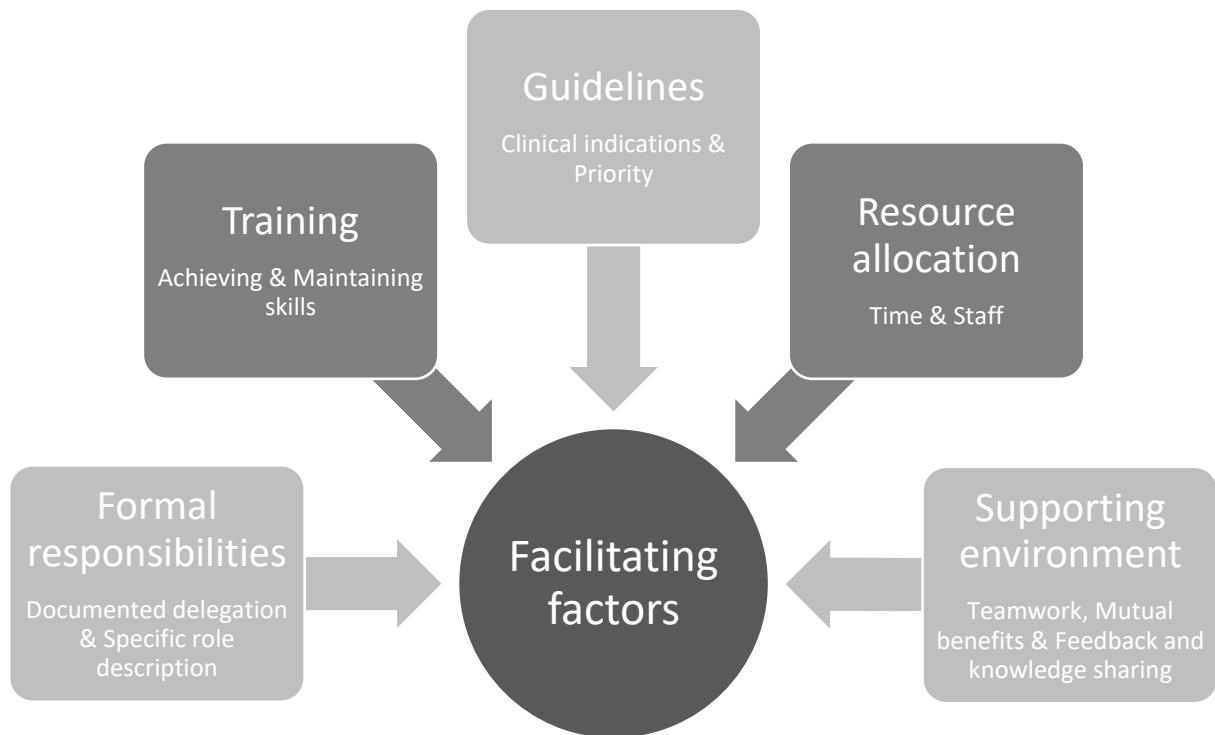 Guidelines
Clinical indications &
Priority
Training
Achieving & Maintaining
skills
Resource
allocation
Time & Staff
Formal
responsibilities
Documented delegation
& Specific role
description
Facilitating
factors
Supporting
environment
Teamwork, Mutual
benefits & Feedback and
knowledge sharing